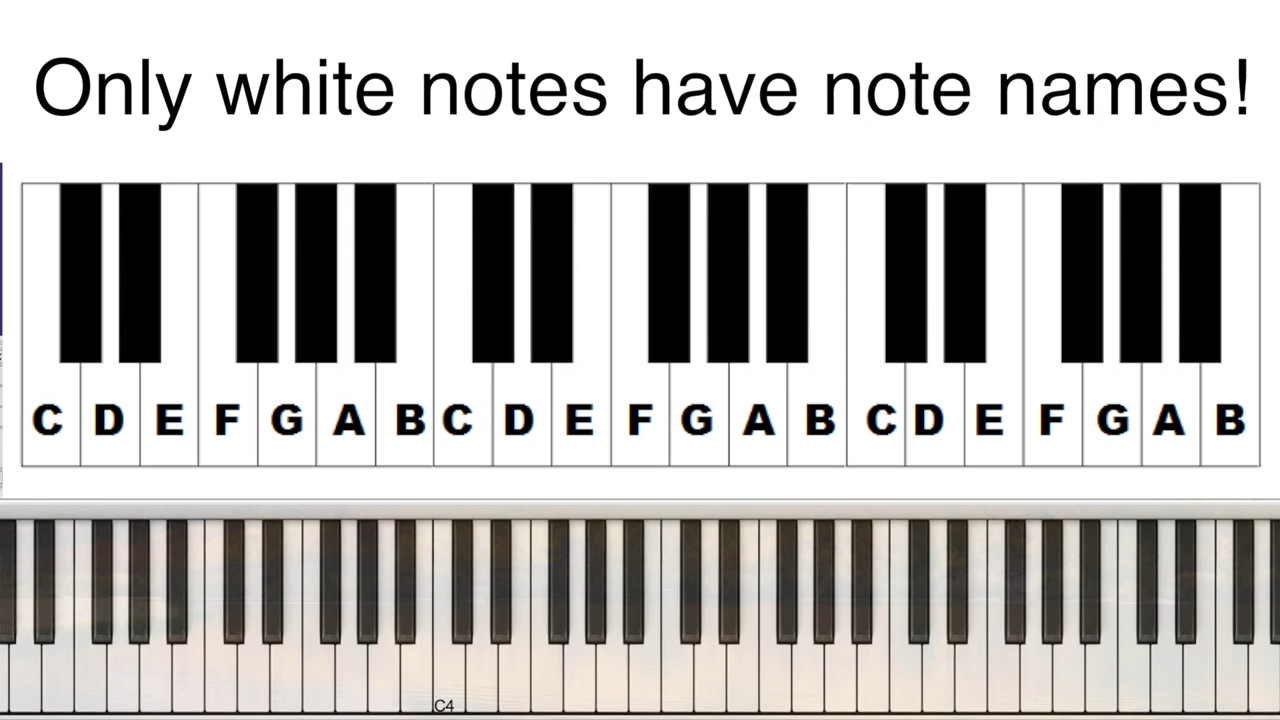 Only white notes have note names!
C D E F G A B C D E F G A B C D E F G A B
C4